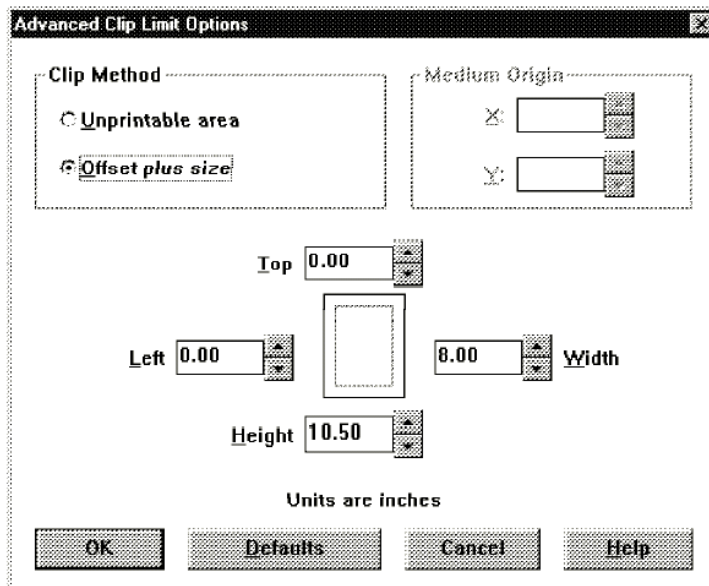 Advanced Clip Limit Options
Clip Method
Medium Origin
Unprintable area
X:
Offset plus size
Y:
Top 0.00
Left 0.00
8.00 Width
Height 10.50
Units are inches
OK Defaults Cancel Help